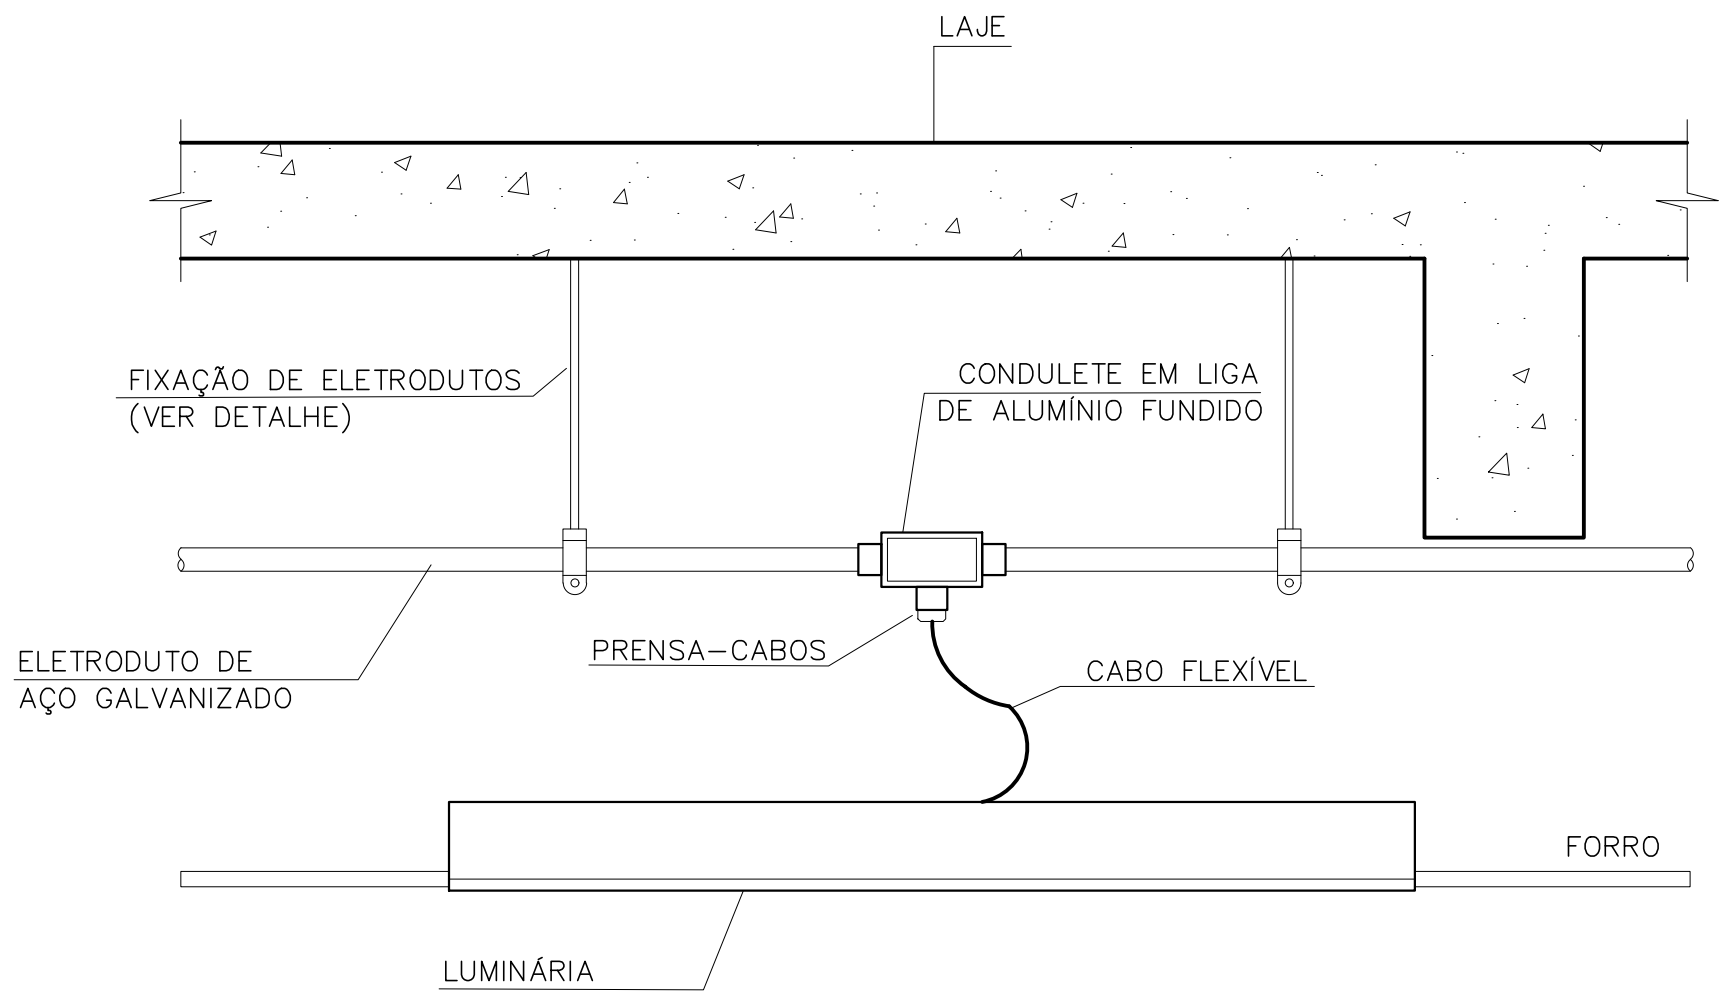 LAJE
FIXAÇÃO DE ELETRODUTOS
(VER DETALHE)
CONDULETE EM LIGA
DE ALUMÍNIO FUNDIDO
ELETRODUTO DE
AÇO GALVANIZADO
PRENSA-CABOS
CABO FLEXÍVEL
FORRO
LUMINÁRIA